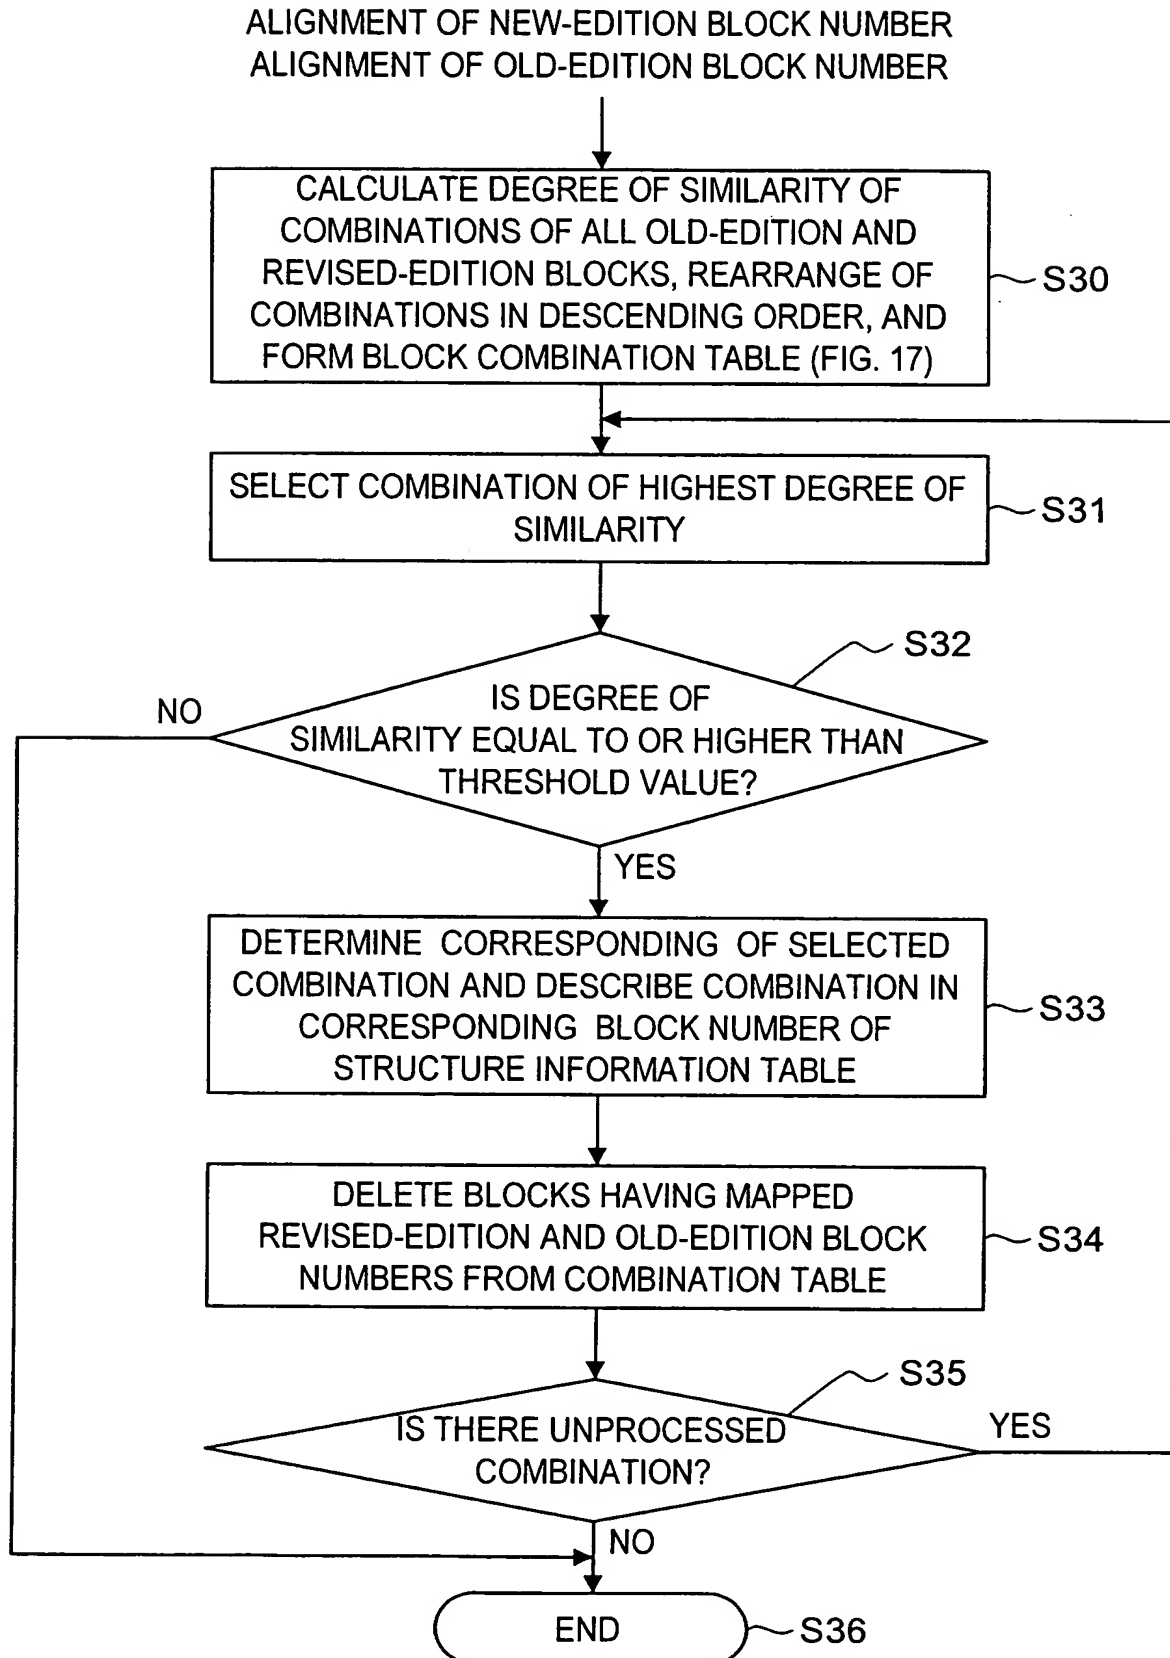 ALIGNMENT OF NEW-EDITION BLOCK NUMBER
ALIGNMENT OF OLD-EDITION BLOCK NUMBER
CALCULATE DEGREE OF SIMILARITY OF
COMBINATIONS OF ALL OLD-EDITION AND
REVISED-EDITION BLOCKS, REARRANGE OF
COMBINATIONS IN DESCENDING ORDER, AND
FORM BLOCK COMBINATION TABLE (FIG. 17)
S30
SELECT COMBINATION OF HIGHEST DEGREE OF
SIMILARITY
S31
S32
NO
IS DEGREE OF
SIMILARITY EQUAL TO OR HIGHER THAN
THRESHOLD VALUE?
YES
DETERMINE CORRESPONDING OF SELECTED
COMBINATION AND DESCRIBE COMBINATION IN
CORRESPONDING BLOCK NUMBER OF
STRUCTURE INFORMATION TABLE
S33
DELETE BLOCKS HAVING MAPPED
REVISED-EDITION AND OLD-EDITION BLOCK
NUMBERS FROM COMBINATION TABLE
S34
S35
IS THERE UNPROCESSED
COMBINATION?
YES
NO
END
S36